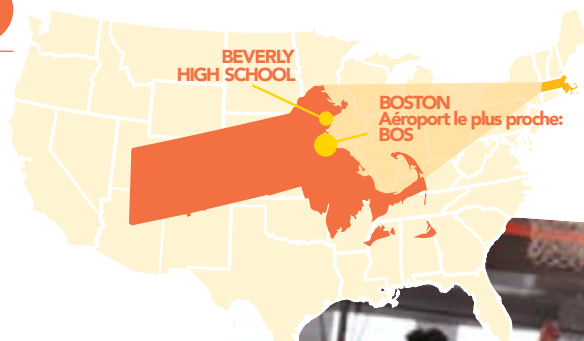 BEVERLY
HIGH SCHOOL
BOSTON
Aéroport le plus proche:
BOS